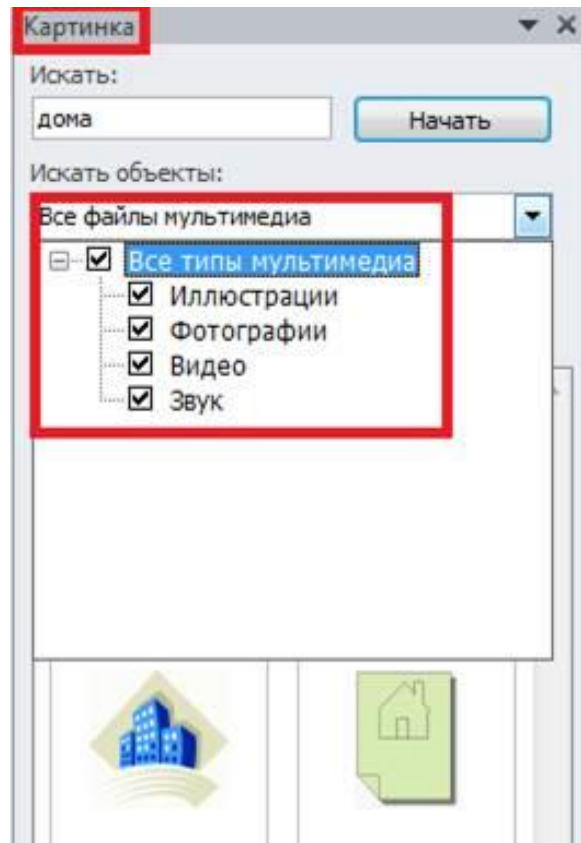 Картинка
Искать:
дома
Начать
Искать объекты:
Все файлы мультимедиа
Все типы мультимедиа
Иллюстрации
Фотографии
Видео
Звук